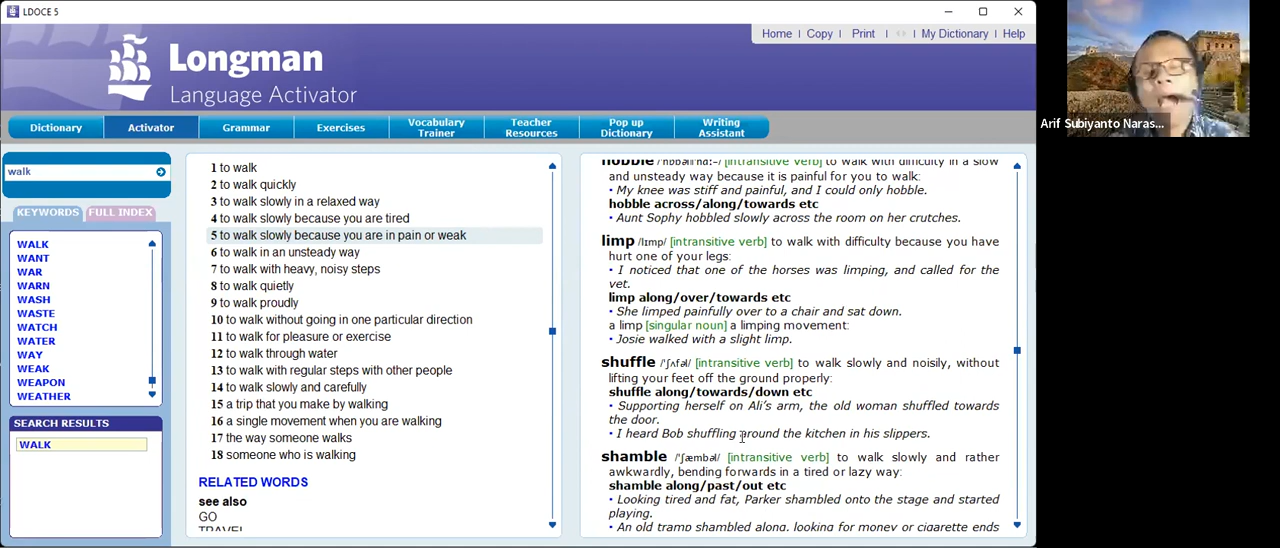 LDOCE 5
Home | Copy | Print | | My Dictionary | Help
Longman
Language Activator
Dictionary
Activator
Grammar
Exercises
Vocabulary
Trainer
Teacher
Resources
Pop up
Dictionary
Writing
Assistant
walk
KEYWORDS
FULL INDEX
WALK
WANT
WAR
WARN
WASH
WASTE
WATCH
WATER
WAY
WEAK
WEAPON
WEATHER
SEARCH RESULTS
WALK
1 to walk
2 to walk quickly
3 to walk slowly in a relaxed way
4 to walk slowly because you are tired
5 to walk slowly because you are in pain or weak
6 to walk in an unsteady way
7 to walk with heavy, noisy steps
8 to walk quietly
9 to walk proudly
10 to walk without going in one particular direction
11 to walk for pleasure or exercise
12 to walk through water
13 to walk with regular steps with other people
14 to walk slowly and carefully
15 a trip that you make by walking
16 a single movement when you are walking
17 the way someone walks
18 someone who is walking
RELATED WORDS
see also
GO
TRAVEL
hobble [intransitive verb] to walk with difficulty in a slow
and unsteady way because it is painful for you to walk:
• My knee was stiff and painful, and I could only hobble.
hobble across/along/towards etc
• Aunt Sophy hobbled slowly across the room on her crutches.
limp /lɪmp/ [intransitive verb] to walk with difficulty because you have
hurt one of your legs:
• I noticed that one of the horses was limping, and called for the
vet.
limp along/over/towards etc
• She limped painfully over to a chair and sat down.
a limp [singular noun] a limping movement:
• Josie walked with a slight limp.
shuffle /ˈʃʌfəl/ [intransitive verb] to walk slowly and noisily, without
lifting your feet off the ground properly:
shuffle along/towards/down etc
• Supporting herself on Ali's arm, the old woman shuffled towards
the door.
• I heard Bob shuffling around the kitchen in his slippers.
shamble /ˈʃæmbəl/ [intransitive verb] to walk slowly and rather
awkwardly, bending forwards in a tired or lazy way:
shamble along/past/out etc
• Looking tired and fat, Parker shambled onto the stage and started
playing.
• An old tramp shambled along, looking for money or cigarette ends
Arif Subiyanto Naras...